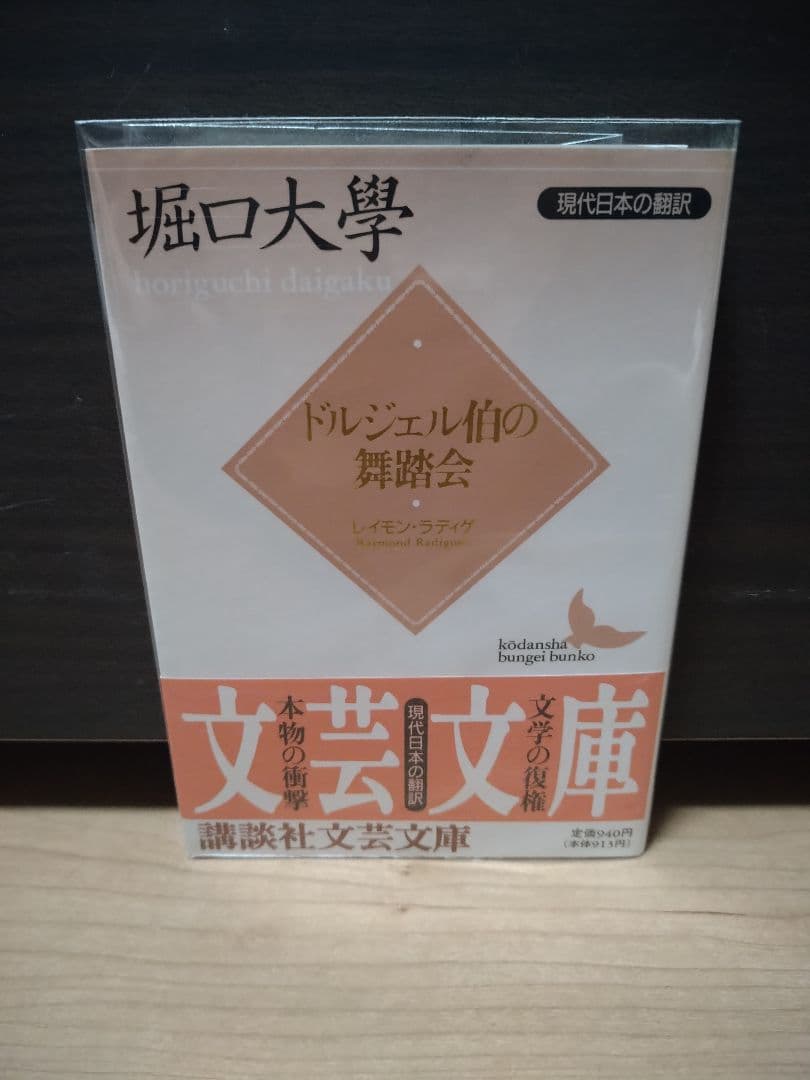 堀口大學
horiguchi daigaku
現代日本の翻訳
ドルジェル伯の
舞踏会
レイモン・ラディゲ
Raymond Radiguet
kōdansha
bungei bunko
文芸文庫
文学の復権
現代日本の翻訳
本物の衝撃
講談社文芸文庫
定価940円
(本体913円)